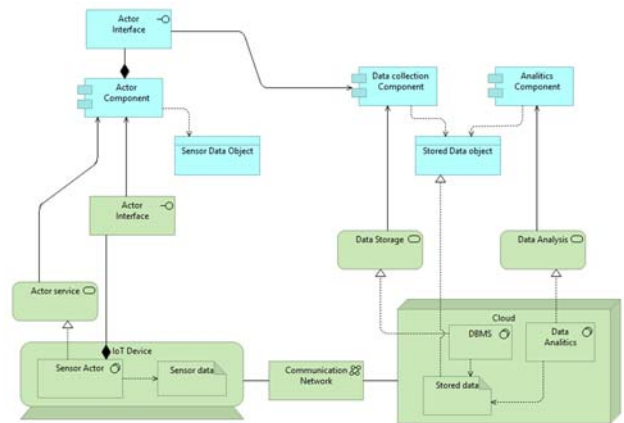 Actor
Interface
Actor
Component
Data collection
Component
Analitics
Component
Sensor Data Object
Stored Data object
Actor
Interface
Data Storage
Data Analysis
Actor service
Cloud
DBMS
Data
Analitics
IoT Device
Sensor Actor
Sensor data
Communication
Network
Stored data